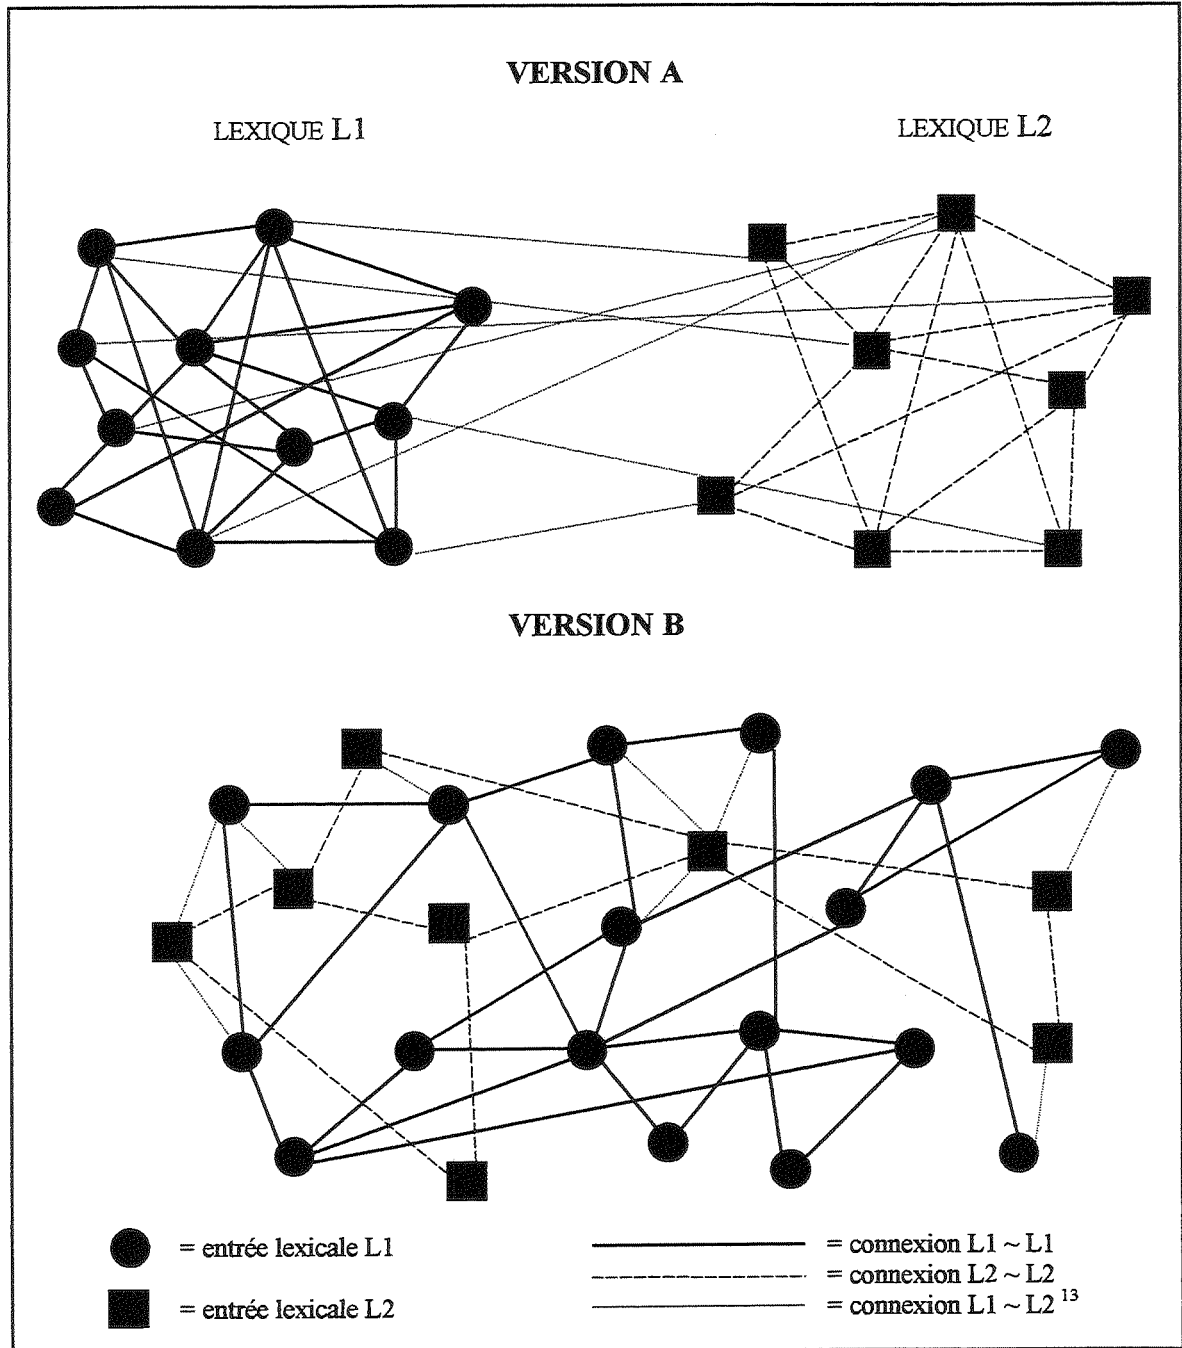 VERSION A
LEXIQUE L1
LEXIQUE L2
VERSION B
= entrée lexicale L1
= connexion L1 ~ L1
= connexion L2 ~ L2
= entrée lexicale L2
= connexion L1 ~ L2 13